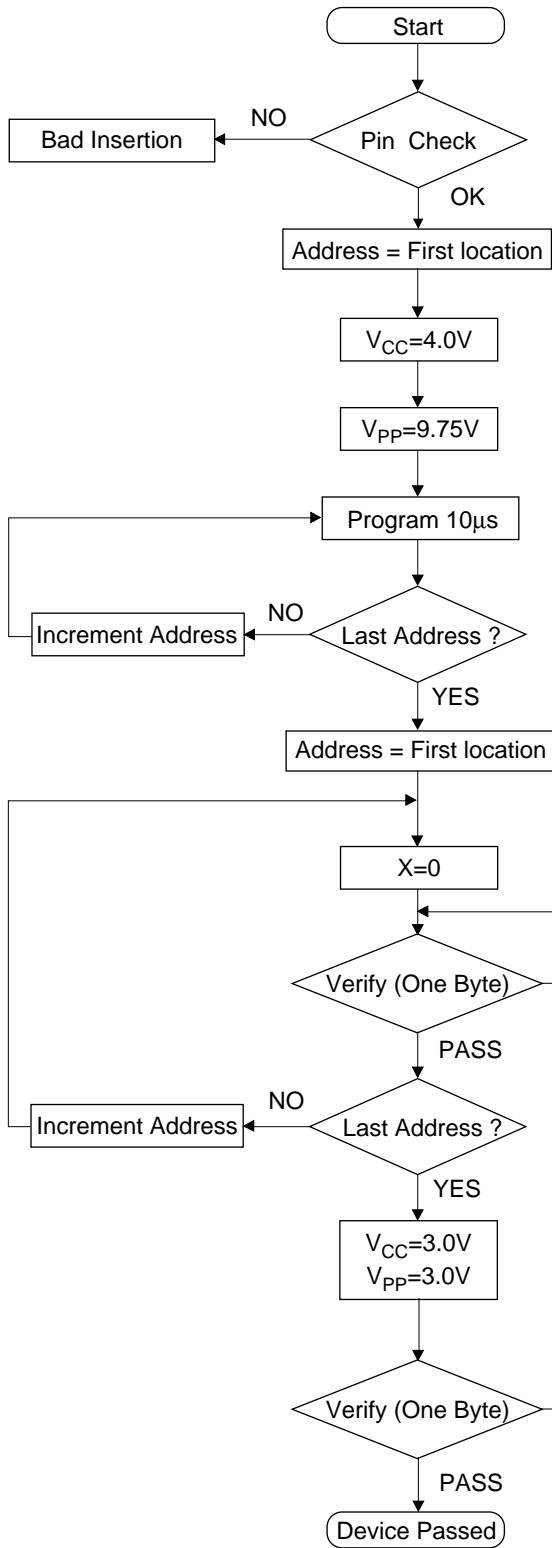 Start
NO
Bad Insertion
Pin Check
OK
Address = First location
VCC=4.0V
VPP=9.75V
Program 10µs
NO
Increment Address
Last Address ?
YES
Address = First location
X=0
Verify (One Byte)
PASS
NO
Increment Address
Last Address ?
YES
VCC=3.0V
VPP=3.0V
Verify (One Byte)
PASS
Device Passed